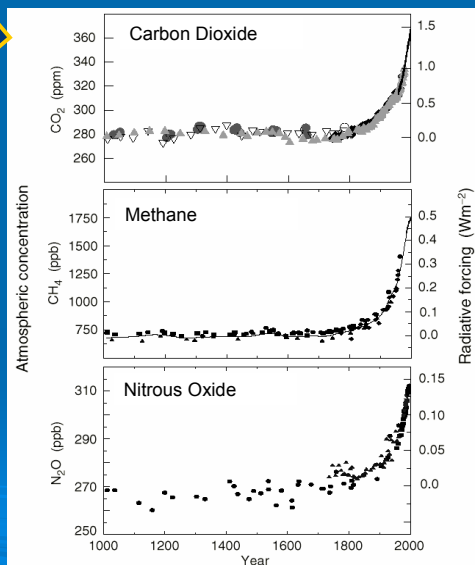 Atmospheric concentration
Carbon Dioxide
CO₂ (ppm)
360
340
320
300
280
260
1.5
1.0
0.5
0.0
Methane
CH₄ (ppb)
1750
1500
1250
1000
750
0.5
0.4
0.3
0.2
0.1
0.0
Nitrous Oxide
N₂O (ppb)
310
290
270
250
0.15
0.10
0.05
0.0
1000 1200 1400 1600 1800 2000
Year
Radiative forcing (Wm⁻²)